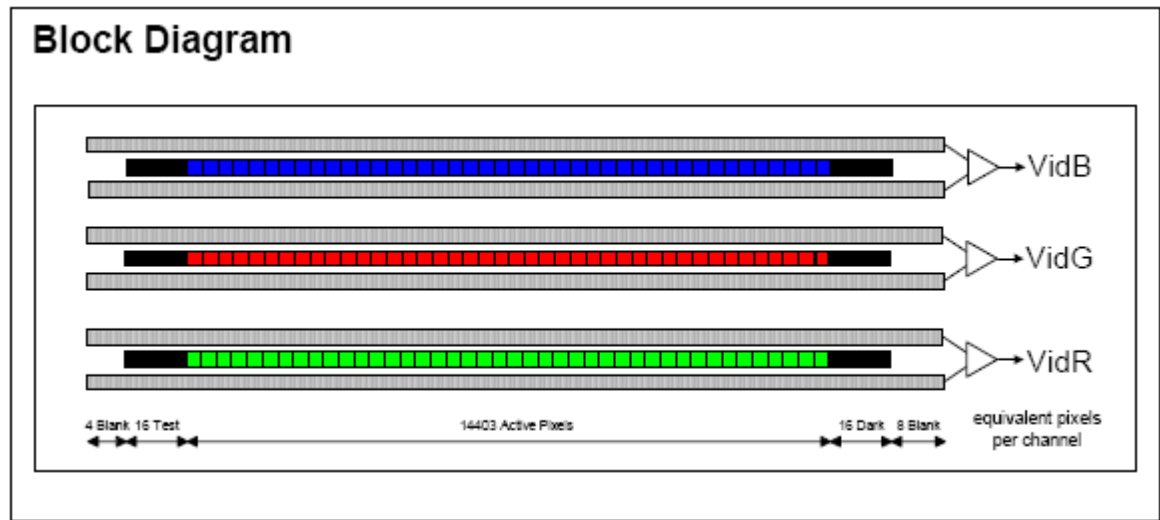 Block Diagram
VidB
VidG
VidR
4 Blank 16 Test 14403 Active Pixels 16 Dark 8 Blank
equivalent pixels
per channel